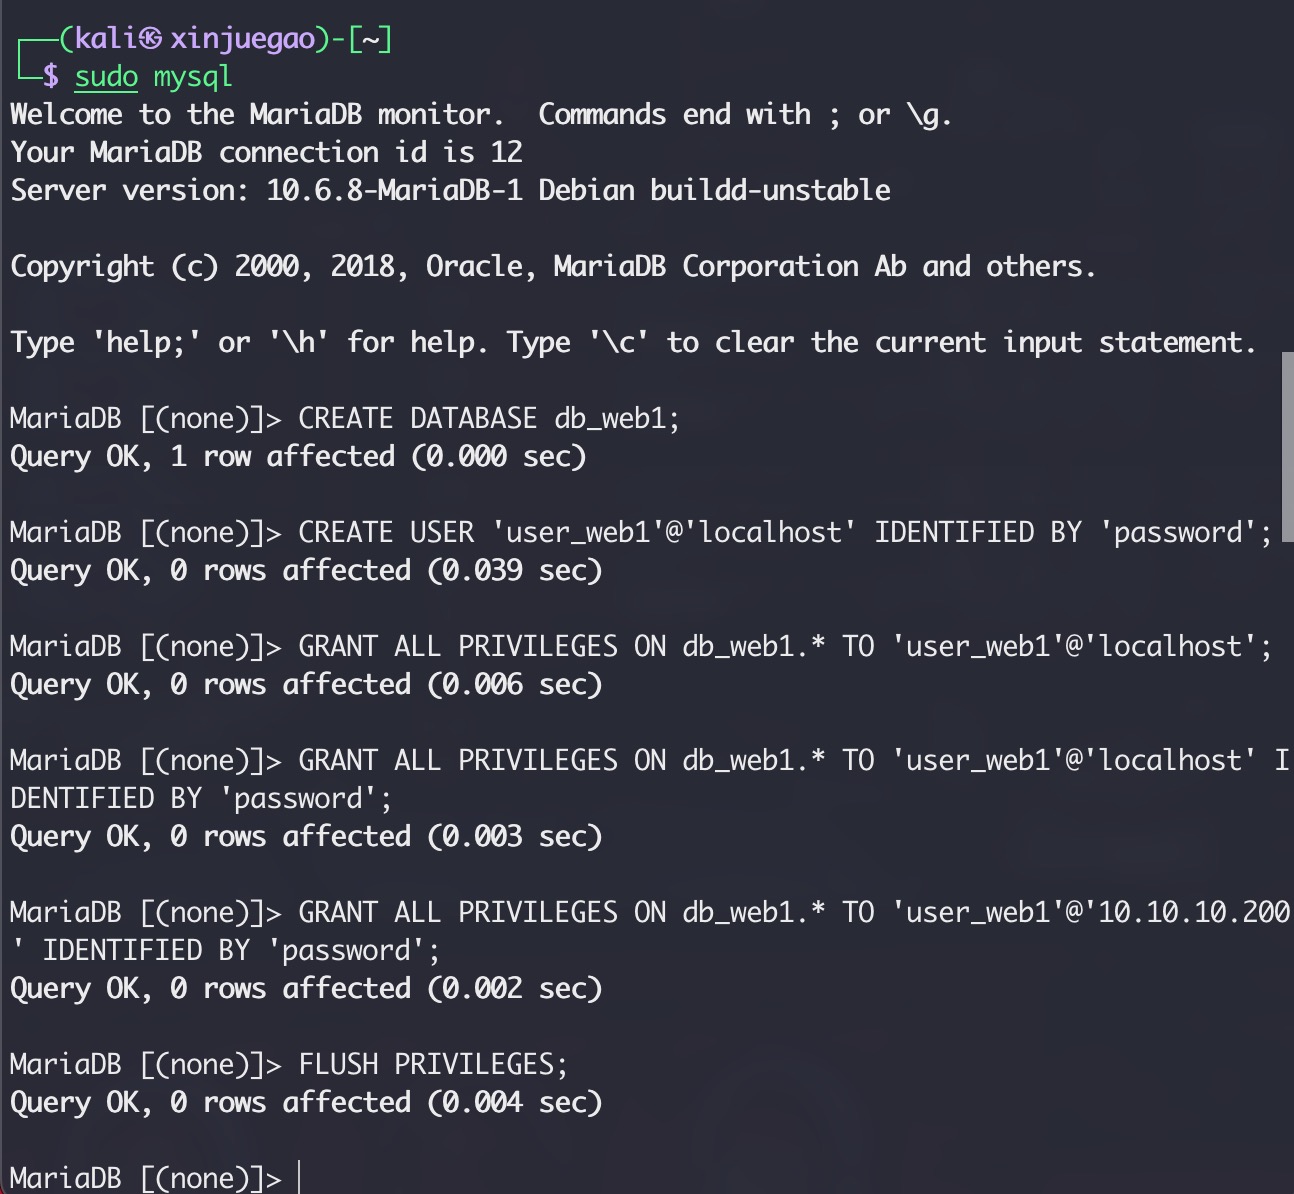 ┌──(kali㉿xinjuegao)-[~]
└─$ sudo mysql
Welcome to the MariaDB monitor.  Commands end with ; or \g.
Your MariaDB connection id is 12
Server version: 10.6.8-MariaDB-1 Debian buildd-unstable
Copyright (c) 2000, 2018, Oracle, MariaDB Corporation Ab and others.
Type 'help;' or '\h' for help. Type '\c' to clear the current input statement.
MariaDB [(none)]> CREATE DATABASE db_web1;
Query OK, 1 row affected (0.000 sec)
MariaDB [(none)]> CREATE USER 'user_web1'@'localhost' IDENTIFIED BY 'password';
Query OK, 0 rows affected (0.039 sec)
MariaDB [(none)]> GRANT ALL PRIVILEGES ON db_web1.* TO 'user_web1'@'localhost';
Query OK, 0 rows affected (0.006 sec)
MariaDB [(none)]> GRANT ALL PRIVILEGES ON db_web1.* TO 'user_web1'@'localhost' I
DENTIFIED BY 'password';
Query OK, 0 rows affected (0.003 sec)
MariaDB [(none)]> GRANT ALL PRIVILEGES ON db_web1.* TO 'user_web1'@'10.10.10.200
' IDENTIFIED BY 'password';
Query OK, 0 rows affected (0.002 sec)
MariaDB [(none)]> FLUSH PRIVILEGES;
Query OK, 0 rows affected (0.004 sec)
MariaDB [(none)]>